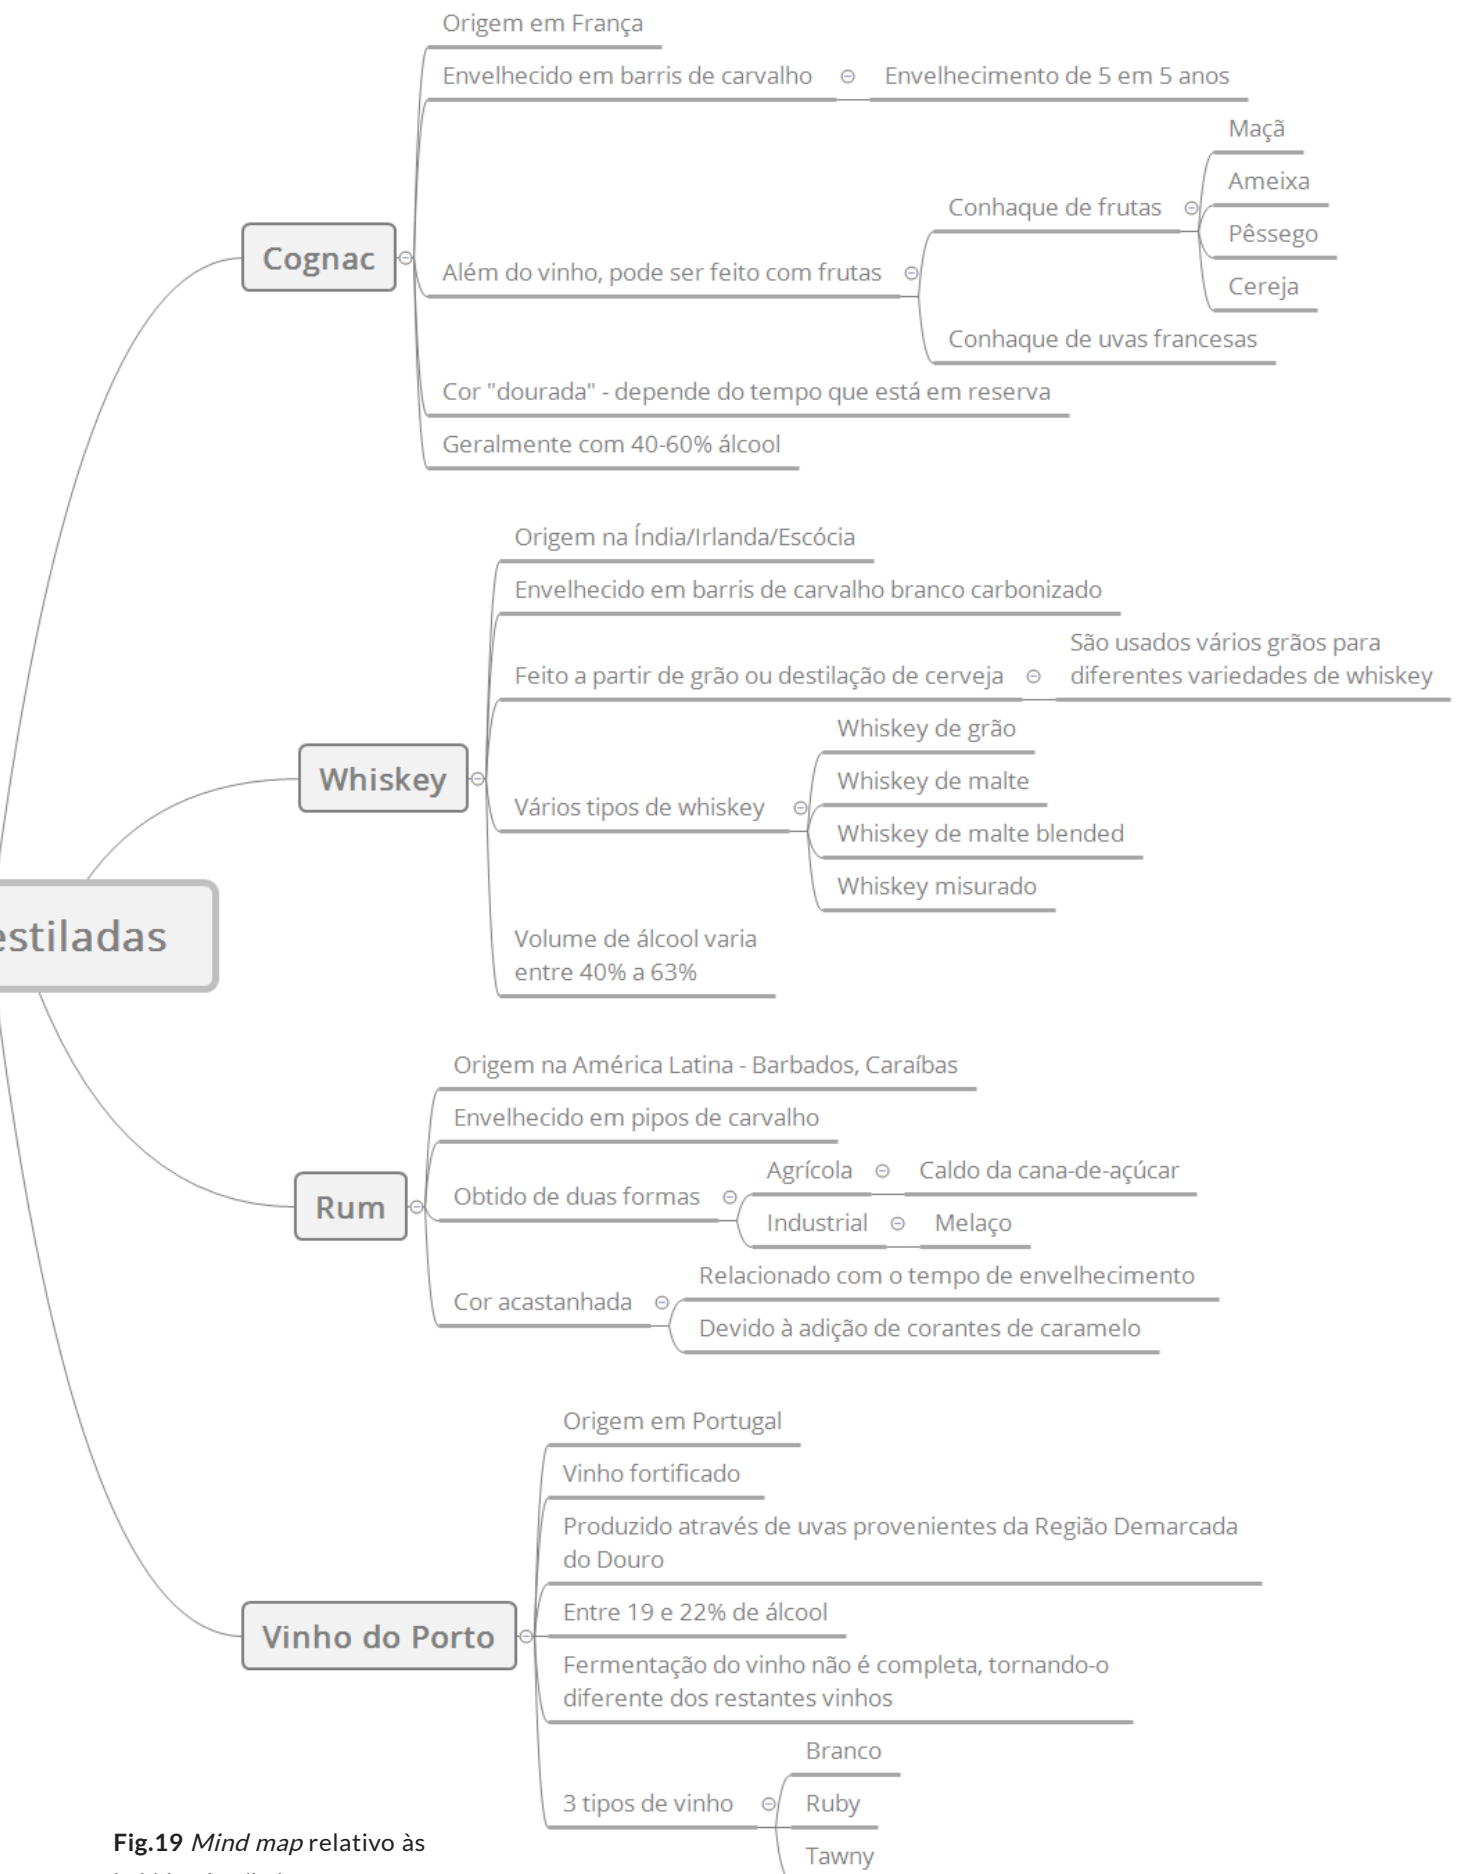 Origem em França
Envelhecido em barris de carvalho
Envelhecimento de 5 em 5 anos
Cognac
Além do vinho, pode ser feito com frutas
Conhaque de frutas
Maçã
Ameixa
Pêssego
Cereja
Conhaque de uvas francesas
Cor "dourada" - depende do tempo que está em reserva
Geralmente com 40-60% álcool
Whiskey
Origem na Índia/Irlanda/Escócia
Envelhecido em barris de carvalho branco carbonizado
Feito a partir de grão ou destilação de cerveja
São usados vários grãos para
diferentes variedades de whiskey
Vários tipos de whiskey
Whiskey de grão
Whiskey de malte
Whiskey de malte blended
Whiskey misurado
Volume de álcool varia
entre 40% a 63%
estiladas
Rum
Origem na América Latina - Barbados, Caraíbas
Envelhecido em pipos de carvalho
Obtido de duas formas
Agrícola
Caldo da cana-de-açúcar
Industrial
Melaço
Cor acastanhada
Relacionado com o tempo de envelhecimento
Devido à adição de corantes de caramelo
Vinho do Porto
Origem em Portugal
Vinho fortificado
Produzido através de uvas provenientes da Região Demarcada
do Douro
Entre 19 e 22% de álcool
Fermentação do vinho não é completa, tornando-o
diferente dos restantes vinhos
3 tipos de vinho
Branco
Ruby
Tawny
Fig.19 Mind map relativo às